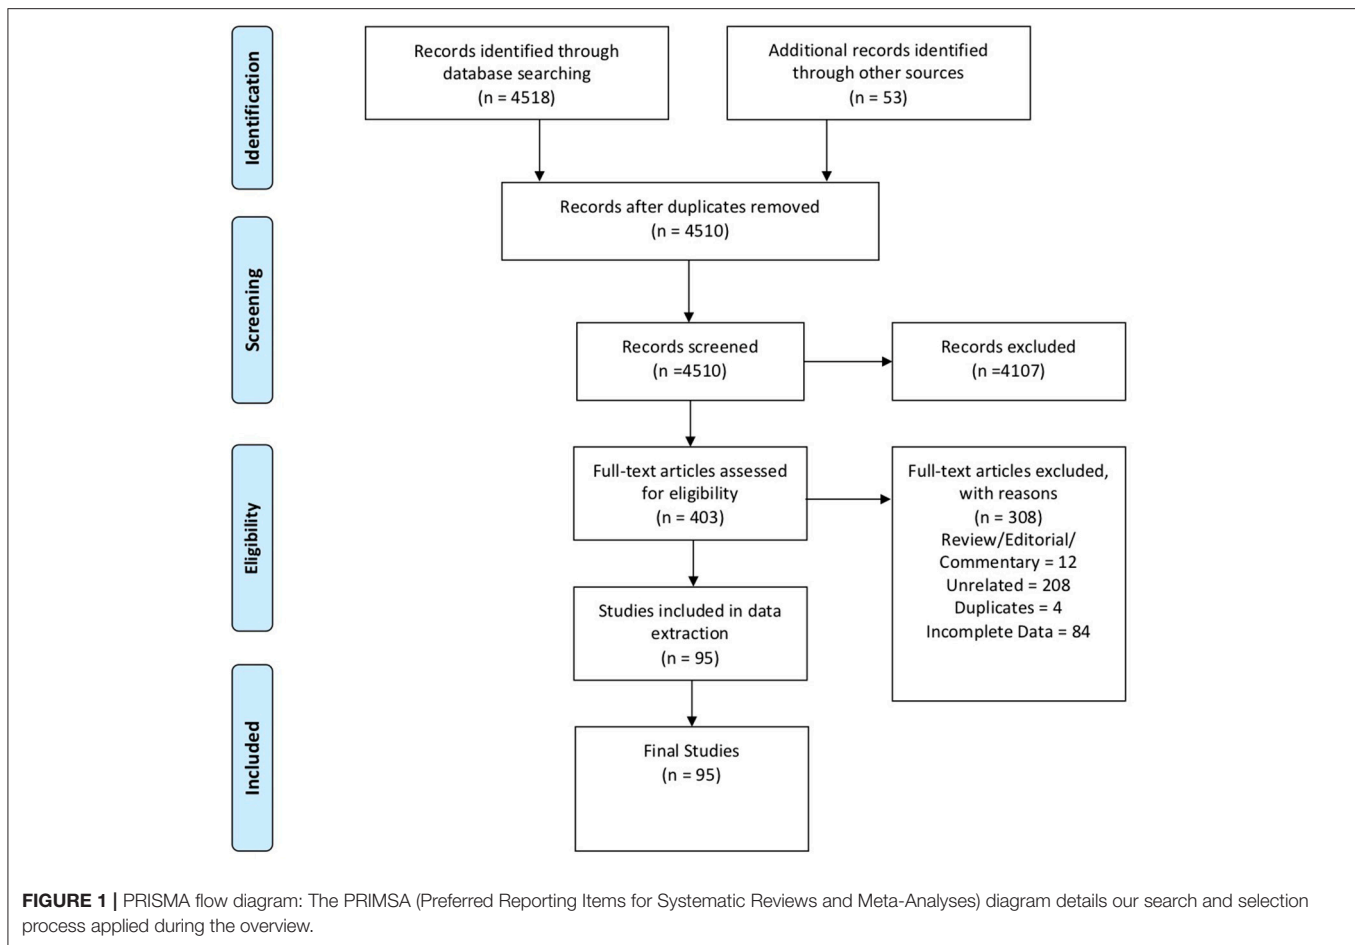 Identification
Records identified through
database searching
(n = 4518)
Additional records identified
through other sources
(n = 53)
Records after duplicates removed
(n = 4510)
Screening
Records screened
(n =4510)
Records excluded
(n =4107)
Eligibility
Full-text articles assessed
for eligibility
(n = 403)
Full-text articles excluded,
with reasons
(n = 308)
Review/Editorial/
Commentary = 12
Unrelated = 208
Duplicates = 4
Incomplete Data = 84
Studies included in data
extraction
(n = 95)
Included
Final Studies
(n = 95)
FIGURE 1 | PRISMA flow diagram: The PRIMSA (Preferred Reporting Items for Systematic Reviews and Meta-Analyses) diagram details our search and selection
process applied during the overview.